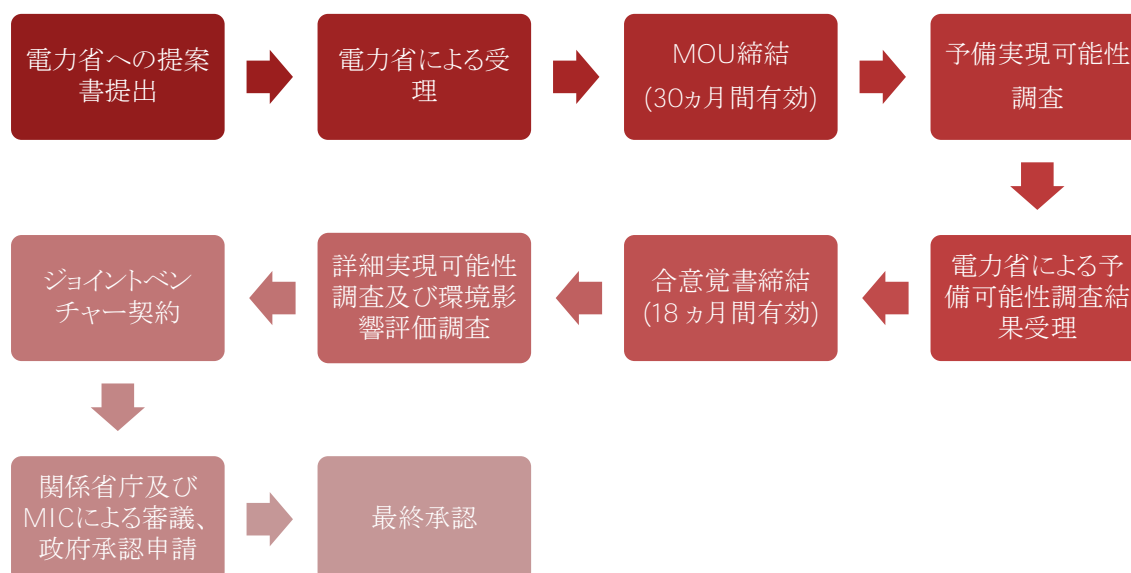 電力省への提案
書提出
電力省による受
理
MOU締結
(30ヵ月間有効)
予備実現可能性
調査
電力省による予
備可能性調査結
果受理
合意覚書締結
(18ヵ月間有効)
詳細実現可能性
調査及び環境影
響評価調査
ジョイントベン
チャー契約
関係省庁及び
MICによる審議、
政府承認申請
最終承認